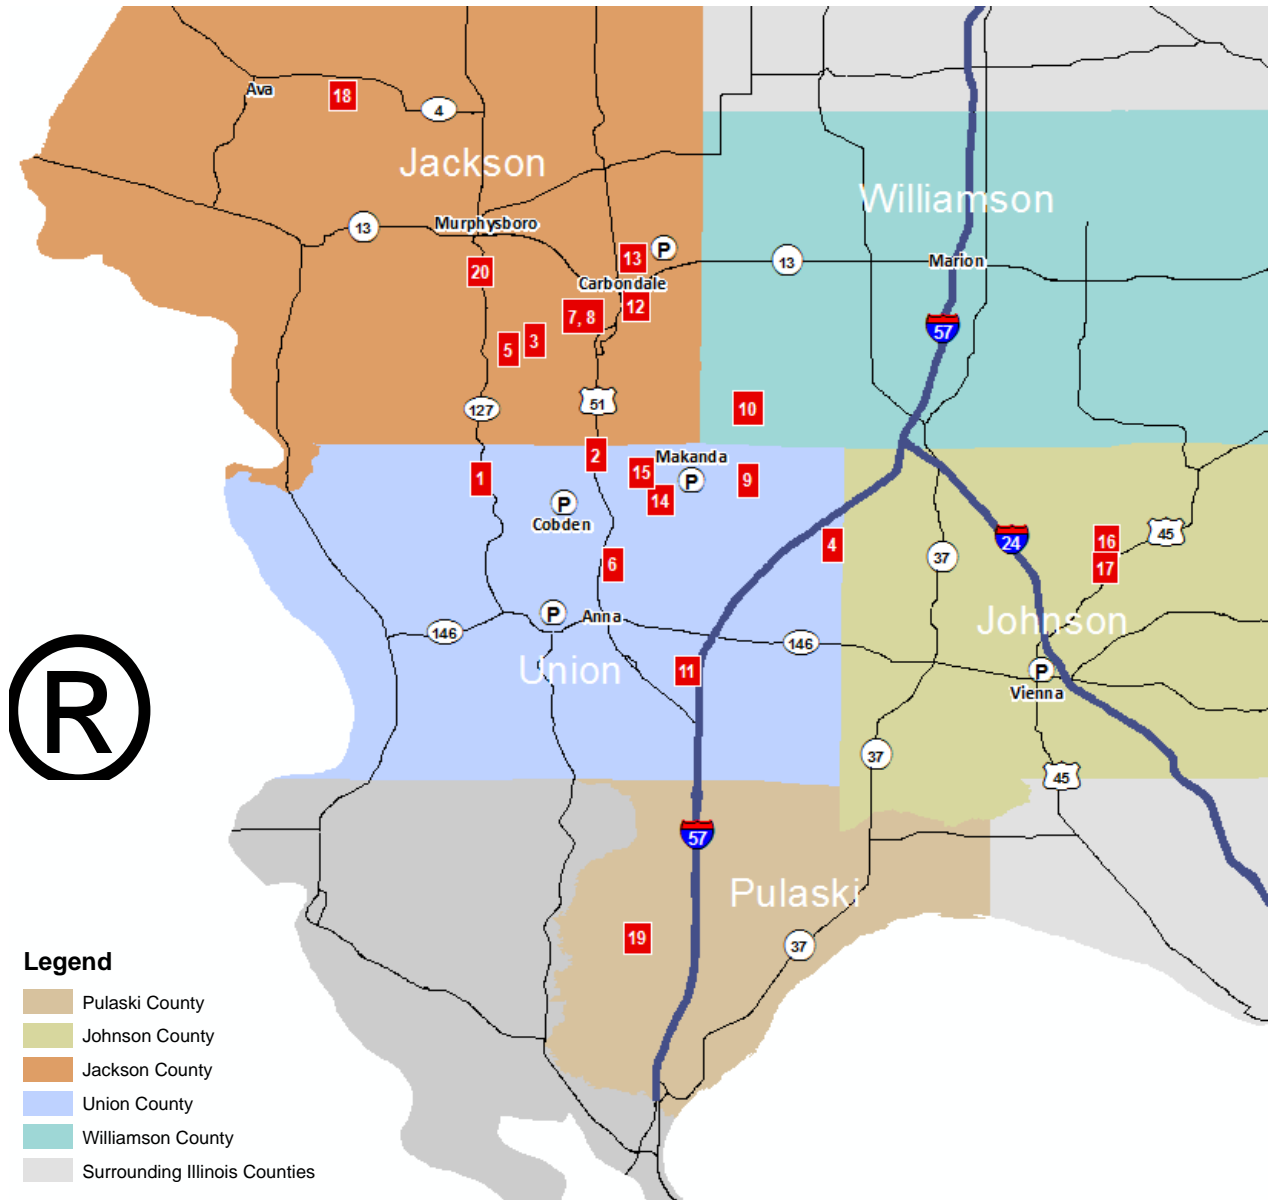 Ava
18
4
Jackson
Williamson
13
Murphysboro
P
13
20
Carbondale
13
Marion
12
7, 8
57
3
5
127
51
10
2
Makanda
15
1
P
9
14
P
Cobden
4
6
37
24
16
45
17
P
Anna
146
146
Johnson
Union
11
P
Vienna
R
37
45
57
Pulaski
19
37
Legend
Pulaski County
Johnson County
Jackson County
Union County
Williamson County
Surrounding Illinois Counties